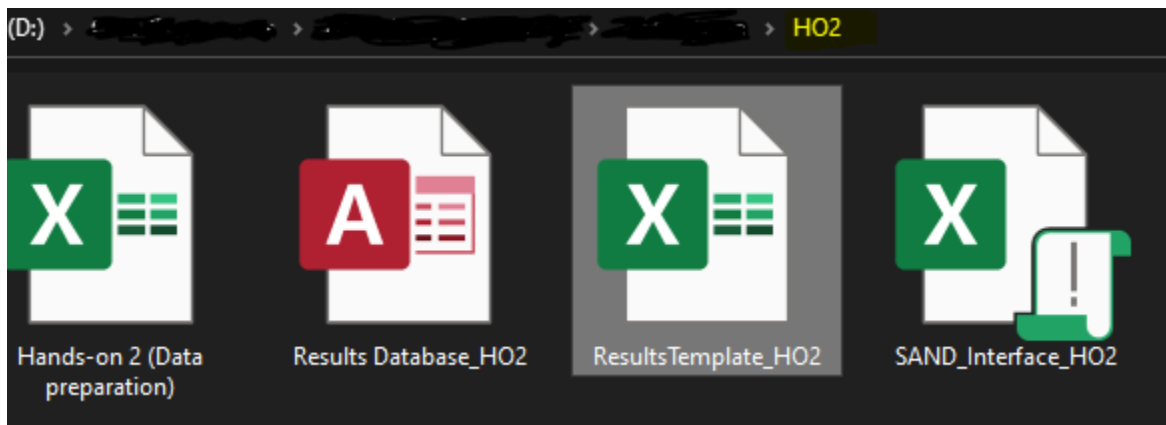 (D:) > > > > HO2
X
A
X
X
Hands-on 2 (Data
preparation)
Results Database_HO2
ResultsTemplate_HO2
SAND_Interface_HO2